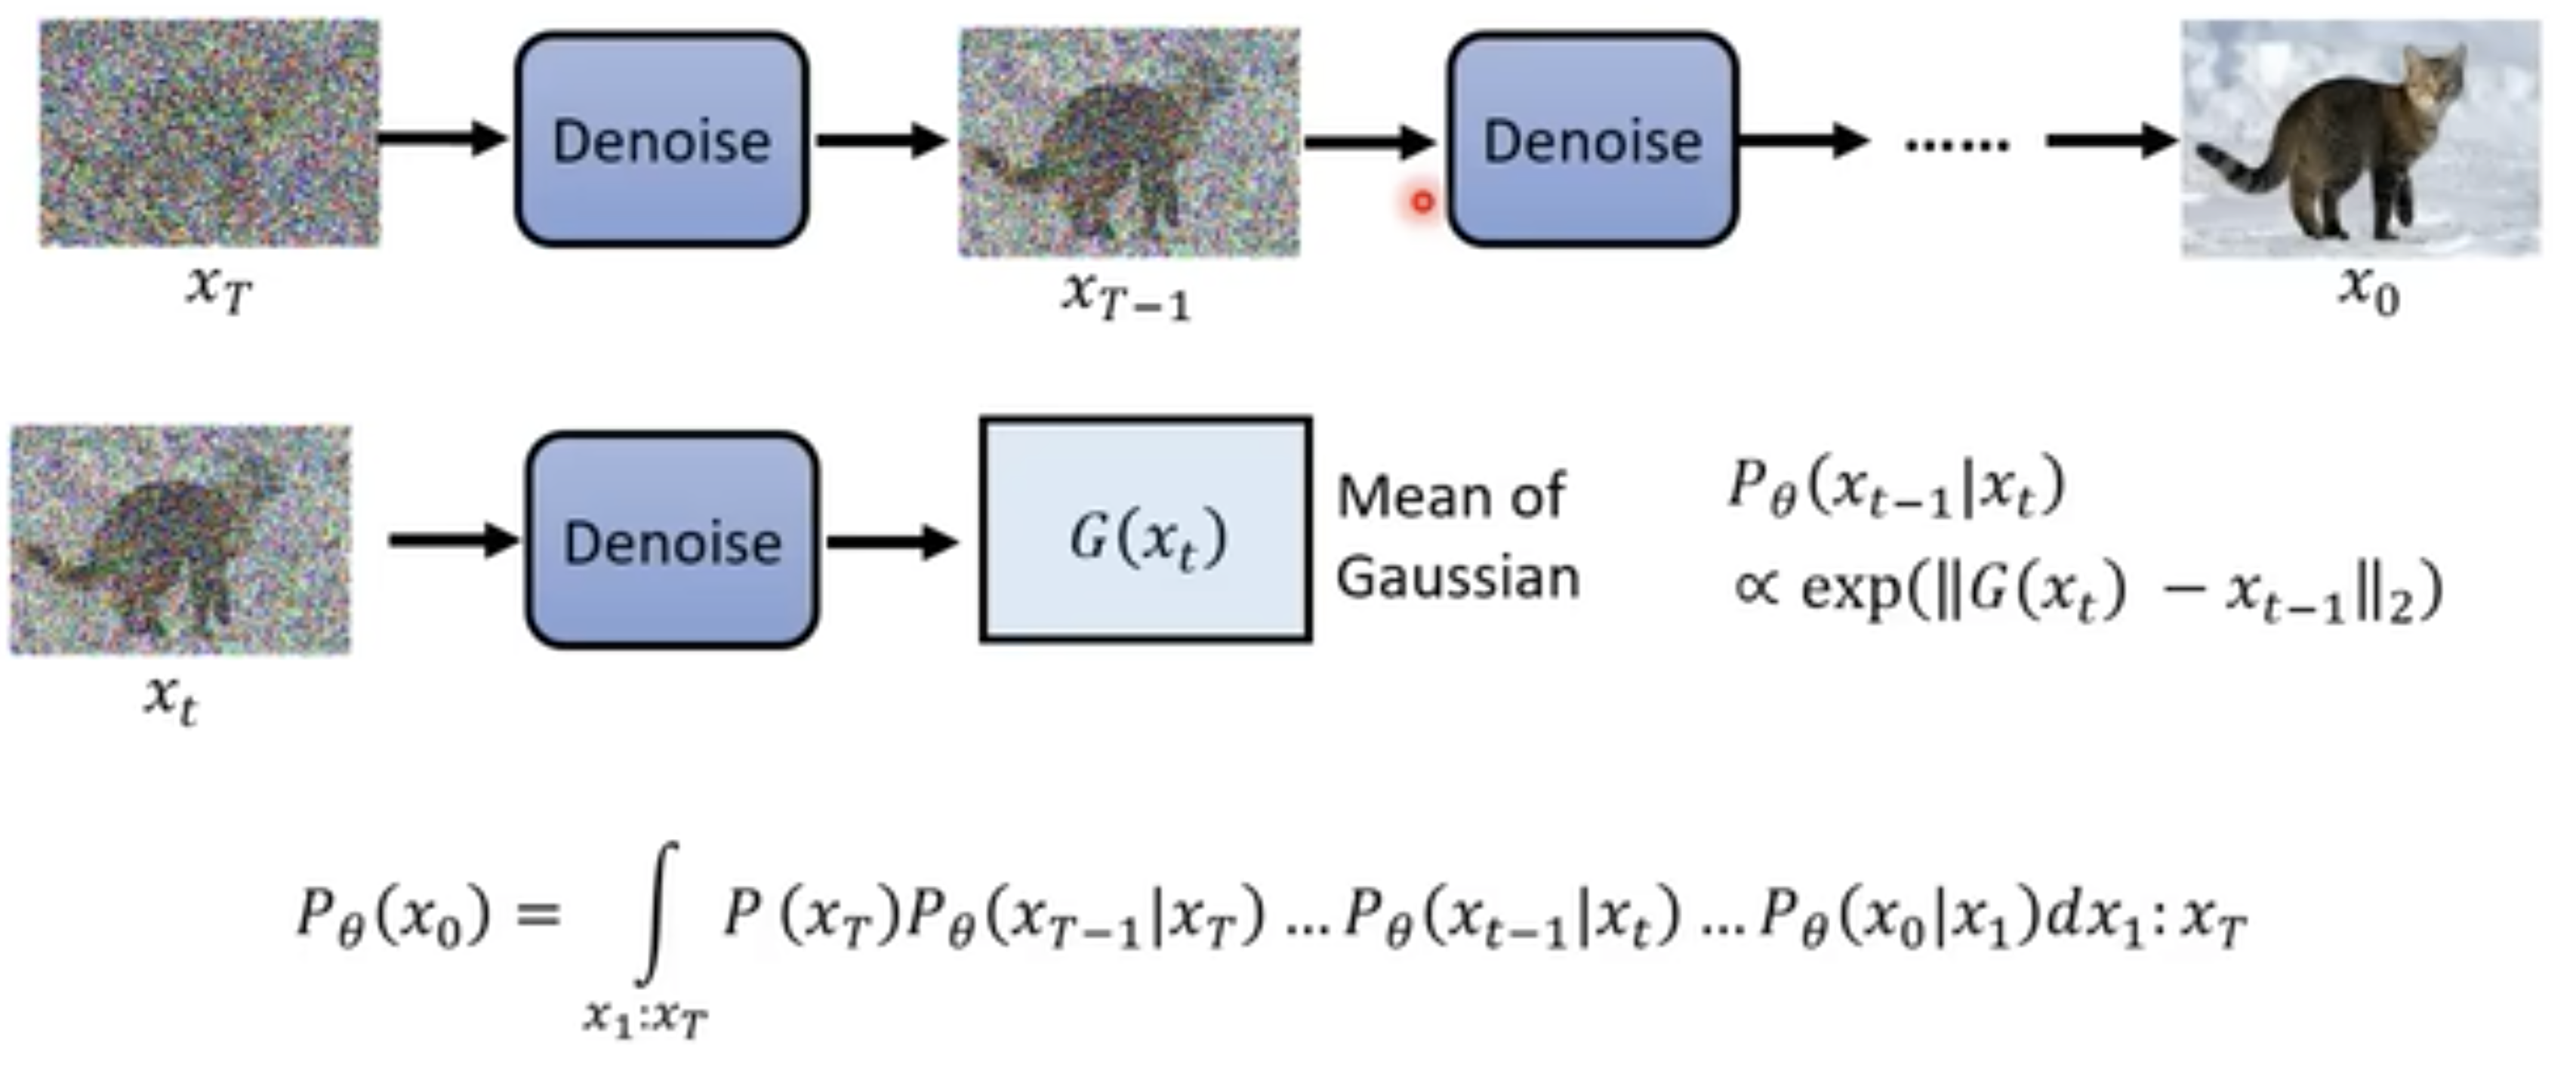 Denoise
Denoise
......
x_T
x_{T-1}
x_0
Denoise
G(x_t)
Mean of
Gaussian
P_θ(x_{t-1}|x_t)
∝ exp(‖G(x_t) − x_{t-1}‖_2)
x_t
P_θ(x_0) = ∫_{x_1:x_T} P(x_T)P_θ(x_{T-1}|x_T) ... P_θ(x_{t-1}|x_t) ... P_θ(x_0|x_1)dx_1:x_T